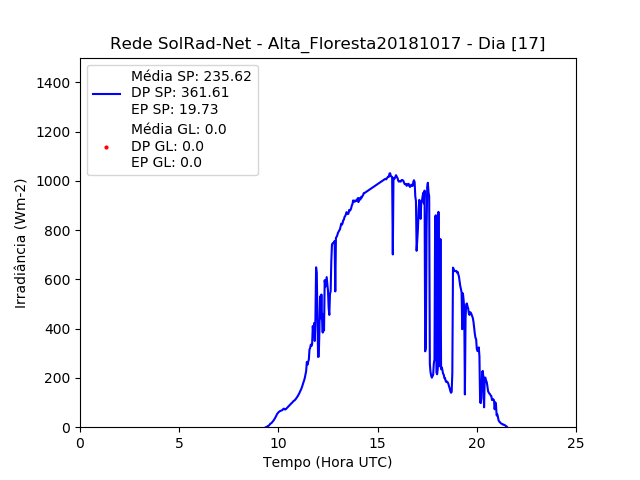 Rede SolRad-Net - Alta_Floresta20181017 - Dia [17]
Média SP: 235.62
DP SP: 361.61
EP SP: 19.73
Média GL: 0.0
DP GL: 0.0
EP GL: 0.0
1400
1200
1000
800
600
400
200
0
Irradiância (Wm-2)
0 5 10 15 20 25
Tempo (Hora UTC)